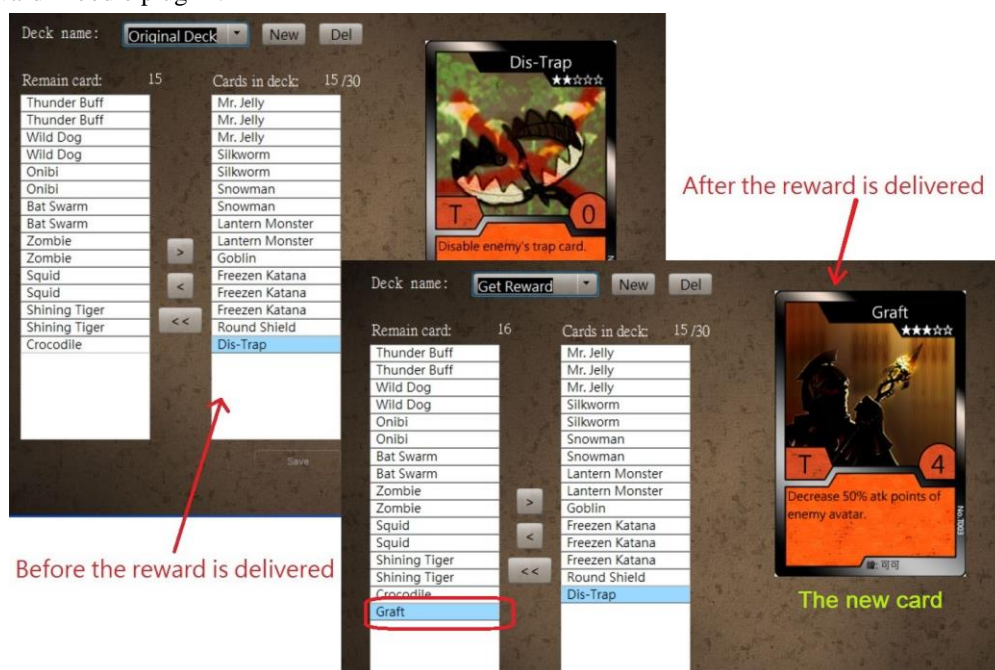 Deck name: Original Deck New Del
Remain card: 15 Cards in deck: 15/30
Thunder Buff
Thunder Buff
Wild Dog
Wild Dog
Onibi
Onibi
Bat Swarm
Bat Swarm
Zombie
Zombie
Squid
Squid
Shining Tiger
Shining Tiger
Crocodile
>
<
<<
Mr. Jelly
Mr. Jelly
Mr. Jelly
Silkworm
Silkworm
Snowman
Snowman
Lantern Monster
Lantern Monster
Goblin
Freezen Katana
Freezen Katana
Freezen Katana
Round Shield
Dis-Trap
Save
Dis-Trap
★★☆☆☆
T 0
Disable enemy's trap card.
Before the reward is delivered
After the reward is delivered
Deck name: Get Reward New Del
Remain card: 16 Cards in deck: 15/30
Thunder Buff
Thunder Buff
Wild Dog
Wild Dog
Onibi
Onibi
Bat Swarm
Bat Swarm
Zombie
Zombie
Squid
Squid
Shining Tiger
Shining Tiger
Crocodile
Graft
>
<
<<
Mr. Jelly
Mr. Jelly
Mr. Jelly
Silkworm
Silkworm
Snowman
Snowman
Lantern Monster
Lantern Monster
Goblin
Freezen Katana
Freezen Katana
Freezen Katana
Round Shield
Dis-Trap
Graft
★★★☆☆
T 4
Decrease 50% atk points of
enemy avatar.
No.T003
繪: 可可
The new card